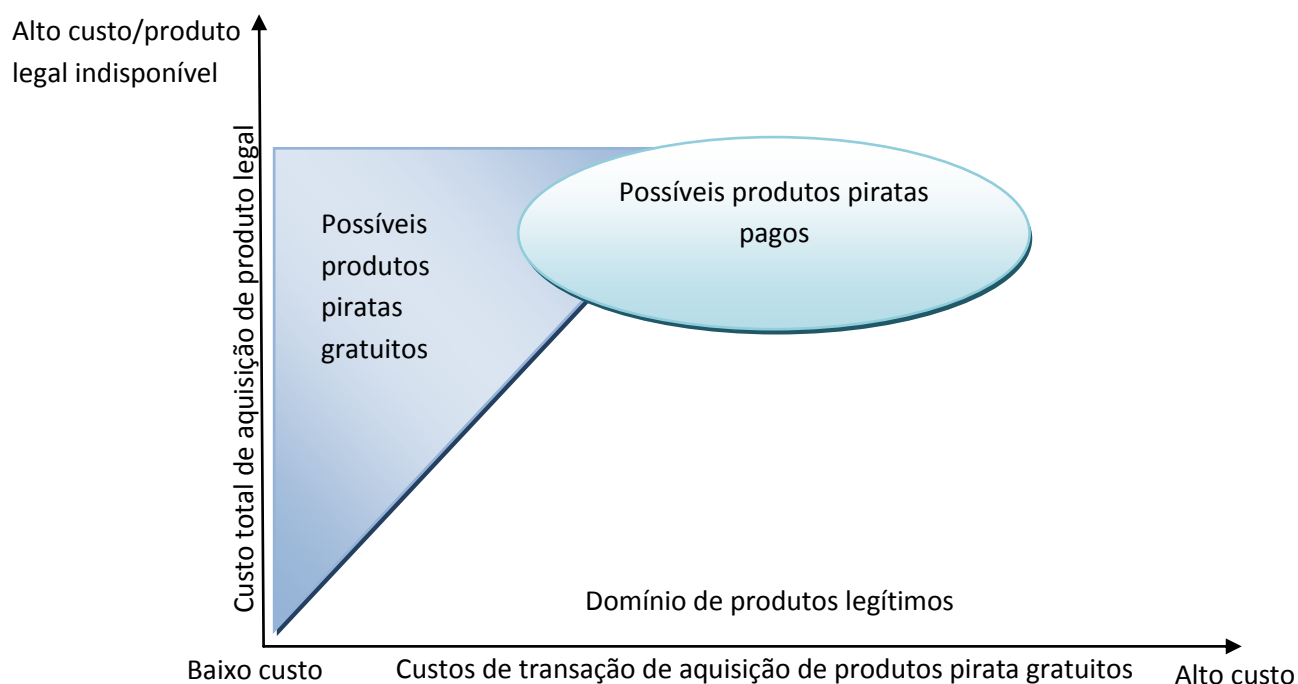 Alto custo/produto
legal indisponível
Custo total de aquisição de produto legal
Possíveis produtos piratas
pagos
Possíveis
produtos
piratas
gratuitos
Domínio de produtos legítimos
Baixo custo
Custos de transação de aquisição de produtos pirata gratuitos
Alto custo